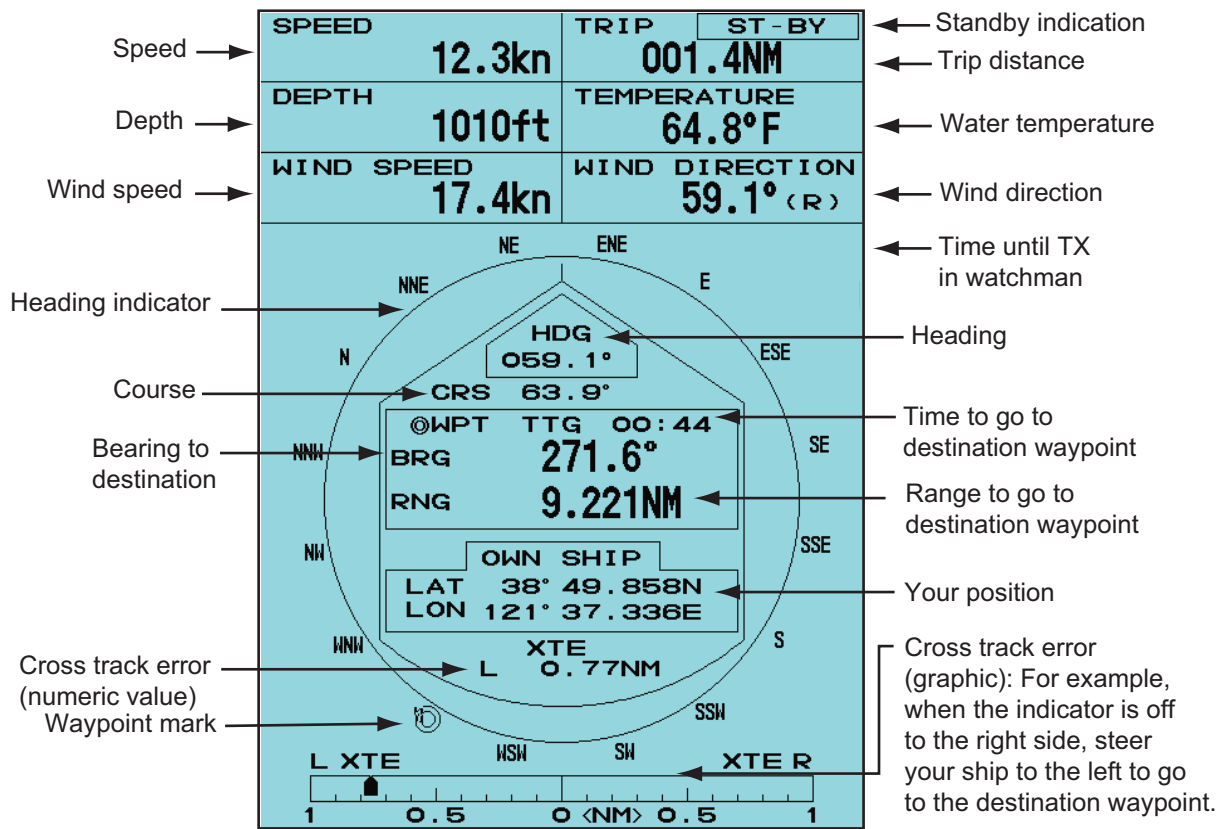 SPEED
12.3kn
TRIP
ST-BY
001.4NM
DEPTH
1010ft
TEMPERATURE
64.8°F
WIND SPEED
17.4kn
WIND DIRECTION
59.1° (R)
Speed
Depth
Wind speed
Heading indicator
Course
Bearing to
destination
Cross track error
(numeric value)
Waypoint mark
Standby indication
Trip distance
Water temperature
Wind direction
Time until TX
in watchman
Heading
Time to go to
destination waypoint
Range to go to
destination waypoint
Your position
Cross track error
(graphic): For example,
when the indicator is off
to the right side, steer
your ship to the left to go
to the destination waypoint.
NE
ENE
NNE
E
N
ESE
NNW
SE
NW
SSE
WNW
S
W
SSW
WSW
SW
HDG
059.1°
CRS 63.9°
◎WPT TTG 00:44
BRG 271.6°
RNG 9.221NM
OWN SHIP
LAT 38° 49.858N
LON 121° 37.336E
XTE
L 0.77NM
L XTE
XTE R
1 0.5 0 <NM> 0.5 1